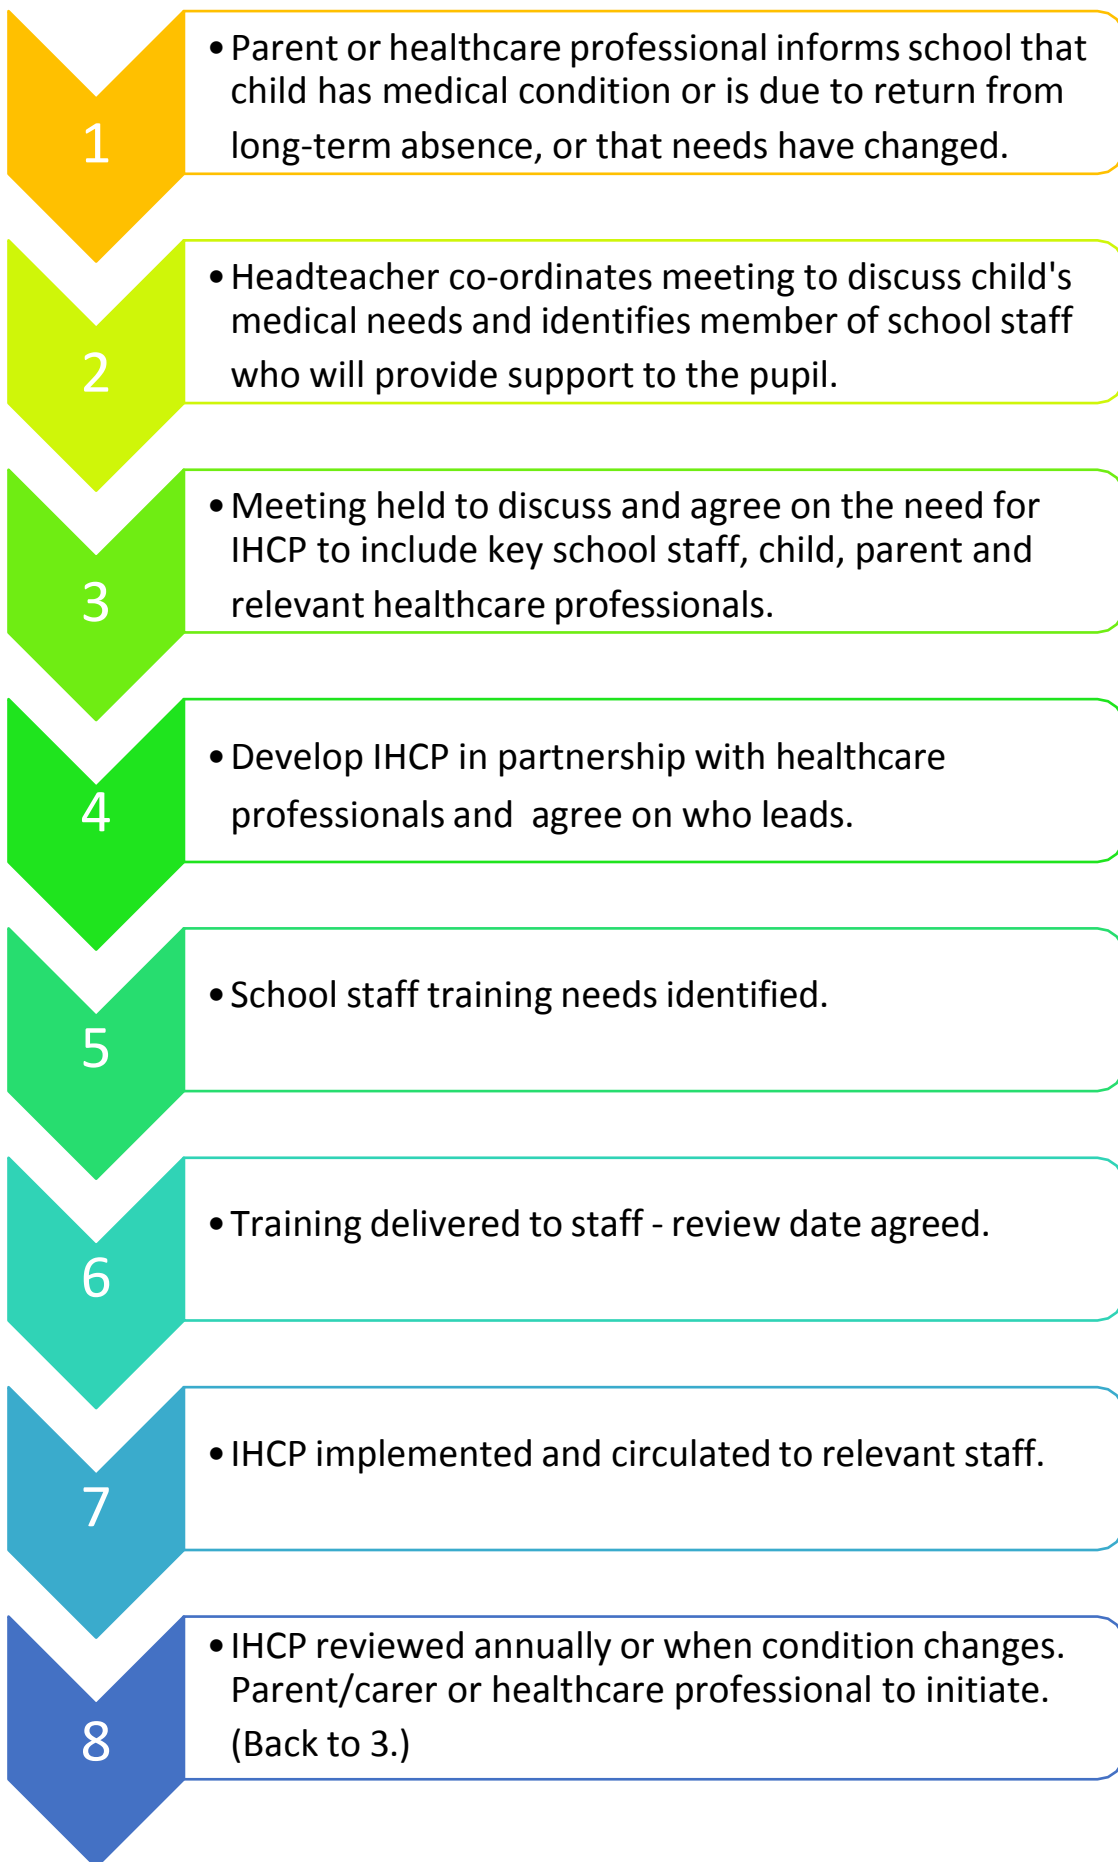 1
• Parent or healthcare professional informs school that
child has medical condition or is due to return from
long-term absence, or that needs have changed.
2
• Headteacher co-ordinates meeting to discuss child's
medical needs and identifies member of school staff
who will provide support to the pupil.
3
• Meeting held to discuss and agree on the need for
IHCP to include key school staff, child, parent and
relevant healthcare professionals.
4
• Develop IHCP in partnership with healthcare
professionals and  agree on who leads.
5
• School staff training needs identified.
6
• Training delivered to staff - review date agreed.
7
• IHCP implemented and circulated to relevant staff.
8
• IHCP reviewed annually or when condition changes.
Parent/carer or healthcare professional to initiate.
(Back to 3.)